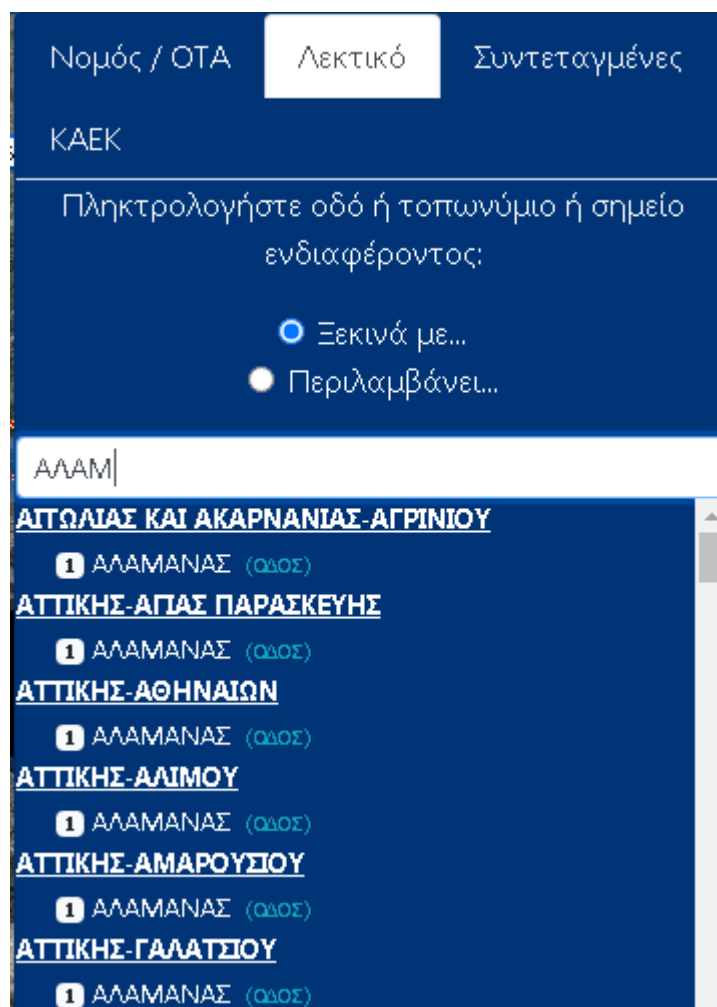 Νομός / ΟΤΑ Λεκτικό Συντεταγμένες
ΚΑΕΚ
Πληκτρολογήστε οδό ή τοπωνύμιο ή σημείο
ενδιαφέροντος:
Ξεκινά με...
Περιλαμβάνει...
ΑΛΑΜ
ΑΙΤΩΛΙΑΣ ΚΑΙ ΑΚΑΡΝΑΝΙΑΣ-ΑΓΡΙΝΙΟΥ
1 ΑΛΑΜΑΝΑΣ (ΟΔΟΣ)
ΑΤΤΙΚΗΣ-ΑΓΙΑΣ ΠΑΡΑΣΚΕΥΗΣ
1 ΑΛΑΜΑΝΑΣ (ΟΔΟΣ)
ΑΤΤΙΚΗΣ-ΑΘΗΝΑΙΩΝ
1 ΑΛΑΜΑΝΑΣ (ΟΔΟΣ)
ΑΤΤΙΚΗΣ-ΑΛΙΜΟΥ
1 ΑΛΑΜΑΝΑΣ (ΟΔΟΣ)
ΑΤΤΙΚΗΣ-ΑΜΑΡΟΥΣΙΟΥ
1 ΑΛΑΜΑΝΑΣ (ΟΔΟΣ)
ΑΤΤΙΚΗΣ-ΓΑΛΑΤΣΙΟΥ
1 ΑΛΑΜΑΝΑΣ (ΟΔΟΣ)